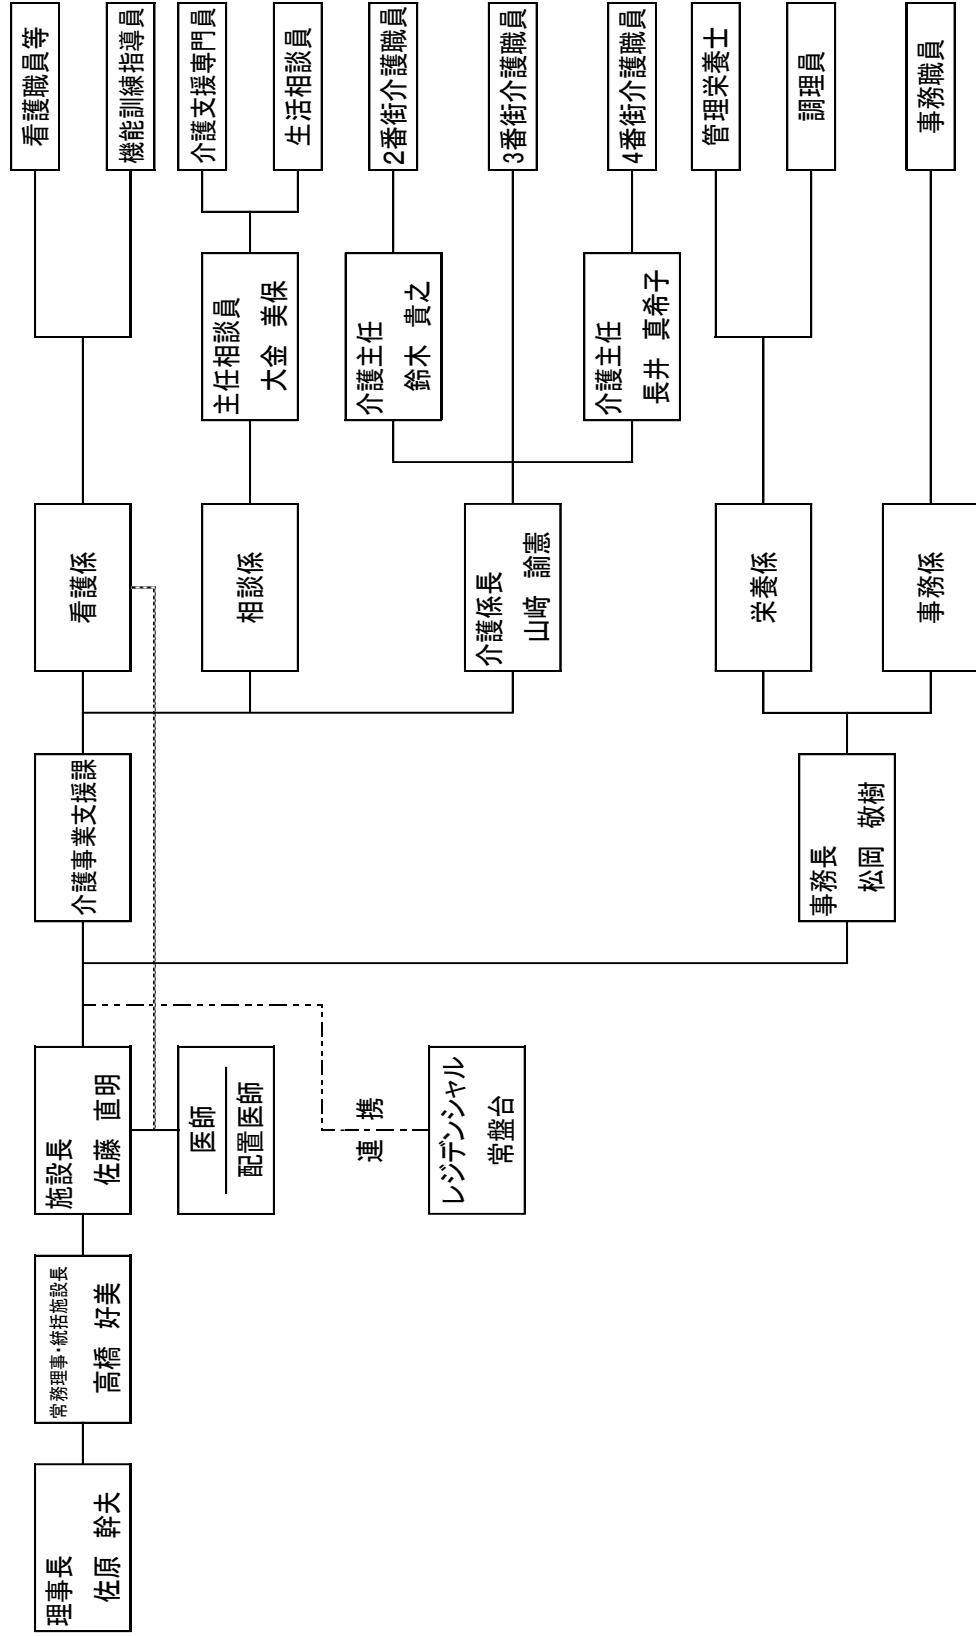 理事長
佐原 幹夫
常務理事・統括施設長
高橋 好美
施設長
佐藤 直明
医師
配置医師
連携
レジデンシャル
常盤台
介護事業支援課
事務長
松岡 敬樹
看護係
相談係
介護係長
山﨑 諭憲
栄養係
事務係
主任相談員
大金 美保
介護主任
鈴木 貴之
介護主任
長井 真希子
看護職員等
機能訓練指導員
介護支援専門員
生活相談員
2番街介護職員
3番街介護職員
4番街介護職員
管理栄養士
調理員
事務職員